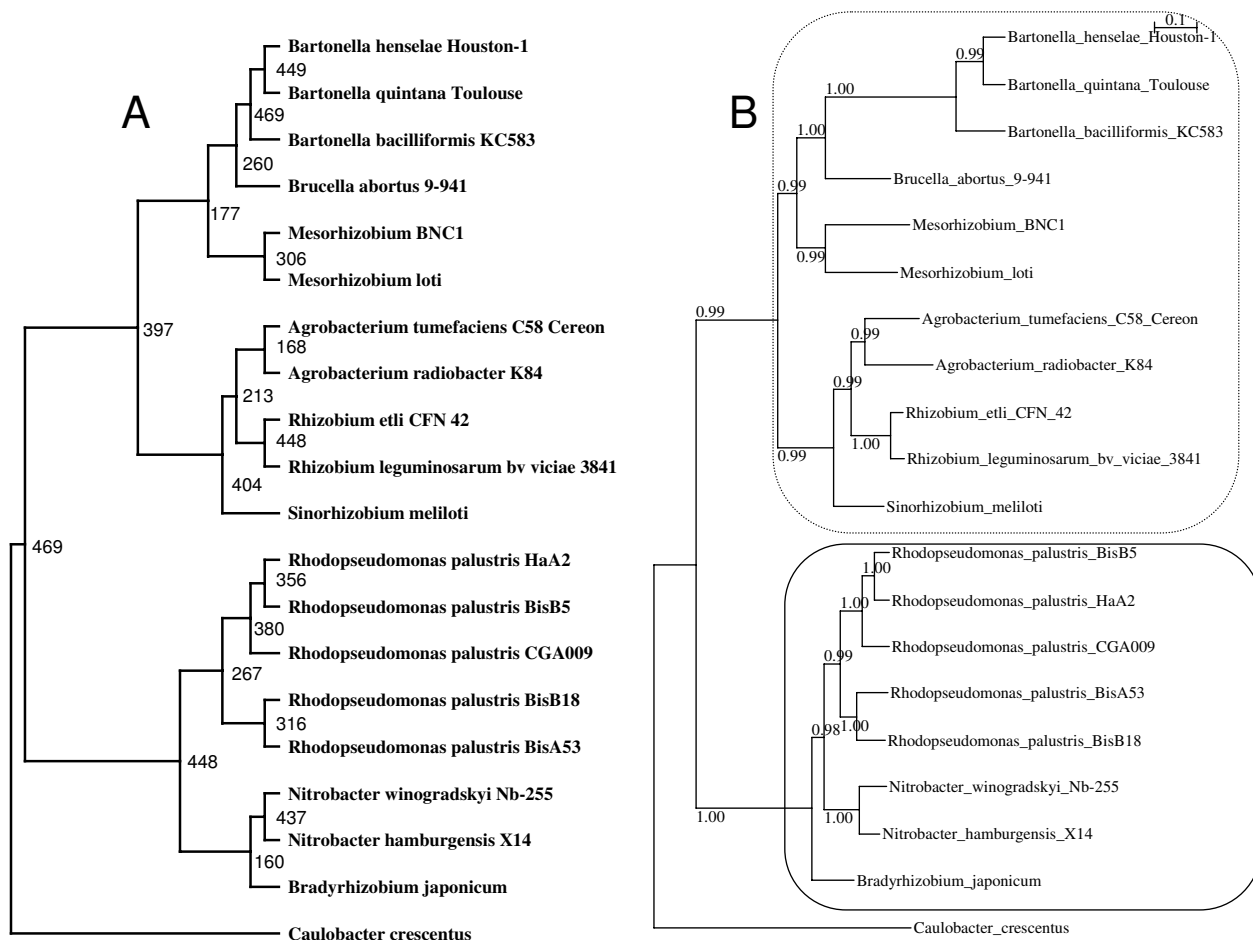 A
Bartonella henselae Houston-1
449
Bartonella quintana Toulouse
469
Bartonella bacilliformis KC583
260
Brucella abortus 9-941
177
Mesorhizobium BNC1
306
Mesorhizobium loti
397
Agrobacterium tumefaciens C58 Cereon
168
Agrobacterium radiobacter K84
213
Rhizobium etli CFN 42
448
Rhizobium leguminosarum bv viciae 3841
404
Sinorhizobium meliloti
469
Rhodopseudomonas palustris HaA2
356
Rhodopseudomonas palustris BisB5
380
Rhodopseudomonas palustris CGA009
267
Rhodopseudomonas palustris BisB18
316
Rhodopseudomonas palustris BisA53
448
Nitrobacter winogradskyi Nb-255
437
Nitrobacter hamburgensis X14
160
Bradyrhizobium japonicum
Caulobacter crescentus
B
0.1
Bartonella_henselae_Houston-1
0.99
Bartonella_quintana_Toulouse
1.00
Bartonella_bacilliformis_KC583
1.00
Brucella_abortus_9-941
0.99
Mesorhizobium_BNC1
0.99
Mesorhizobium_loti
0.99
Agrobacterium_tumefaciens_C58_Cereon
0.99
Agrobacterium_radiobacter_K84
0.99
Rhizobium_etli_CFN_42
1.00
Rhizobium_leguminosarum_bv_viciae_3841
0.99
Sinorhizobium_meliloti
Rhodopseudomonas_palustris_BisB5
1.00
Rhodopseudomonas_palustris_HaA2
1.00
Rhodopseudomonas_palustris_CGA009
0.99
Rhodopseudomonas_palustris_BisA53
1.00
Rhodopseudomonas_palustris_BisB18
0.98
Nitrobacter_winogradskyi_Nb-255
1.00
Nitrobacter_hamburgensis_X14
1.00
Bradyrhizobium_japonicum
Caulobacter_crescentus